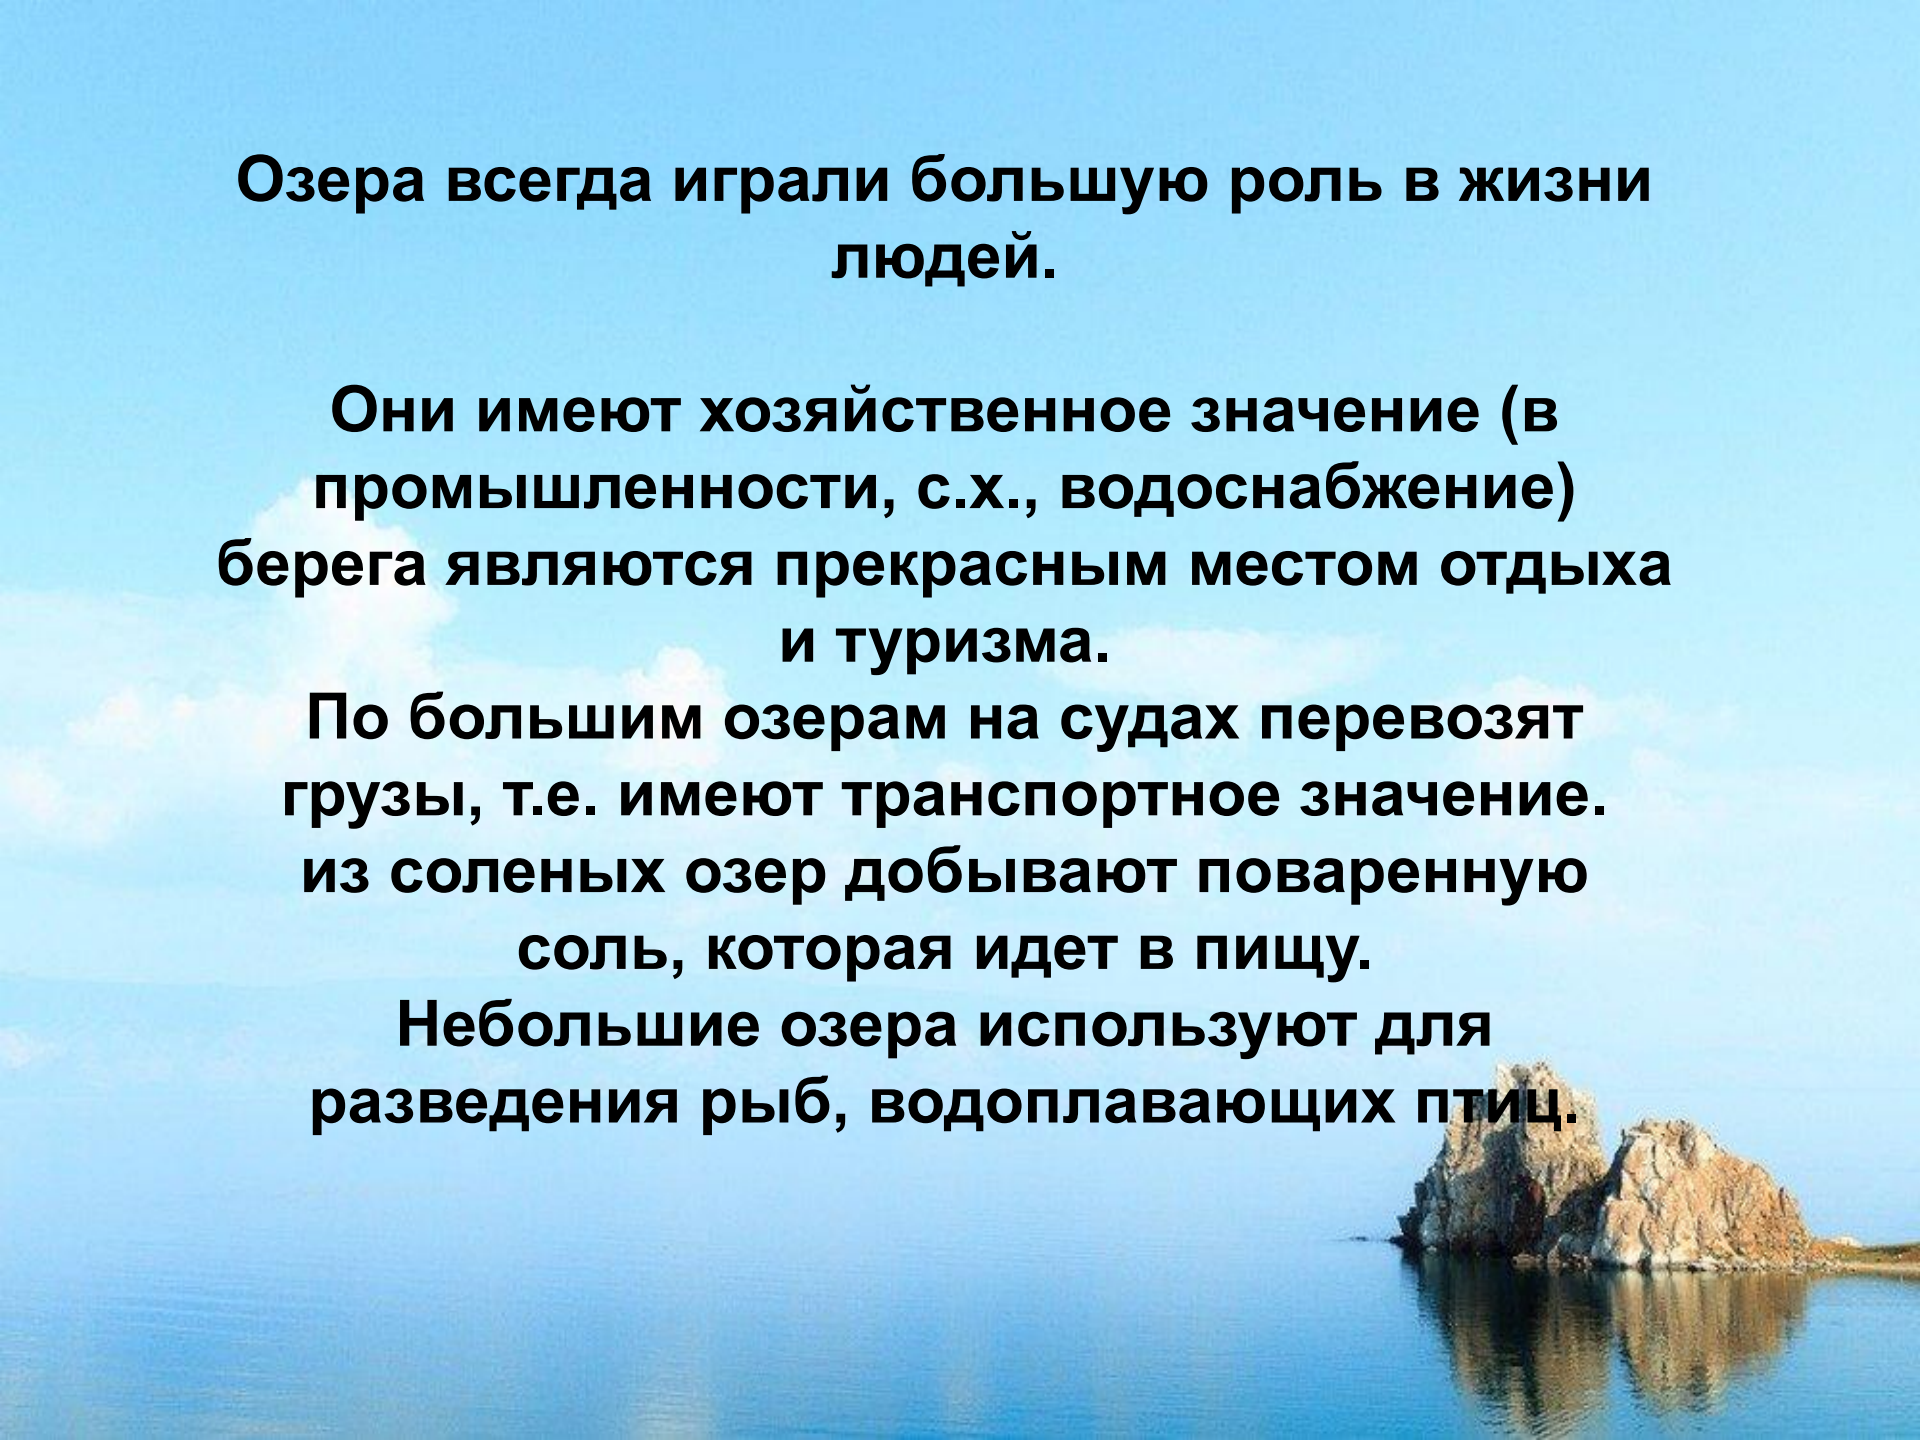 Озера всегда играли большую роль в жизни
людей.
Они имеют хозяйственное значение (в
промышленности, с.х., водоснабжение)
берега являются прекрасным местом отдыха
и туризма.
По большим озерам на судах перевозят
грузы, т.е. имеют транспортное значение.
из соленых озер добывают поваренную
соль, которая идет в пищу.
Небольшие озера используют для
разведения рыб, водоплавающих птиц.